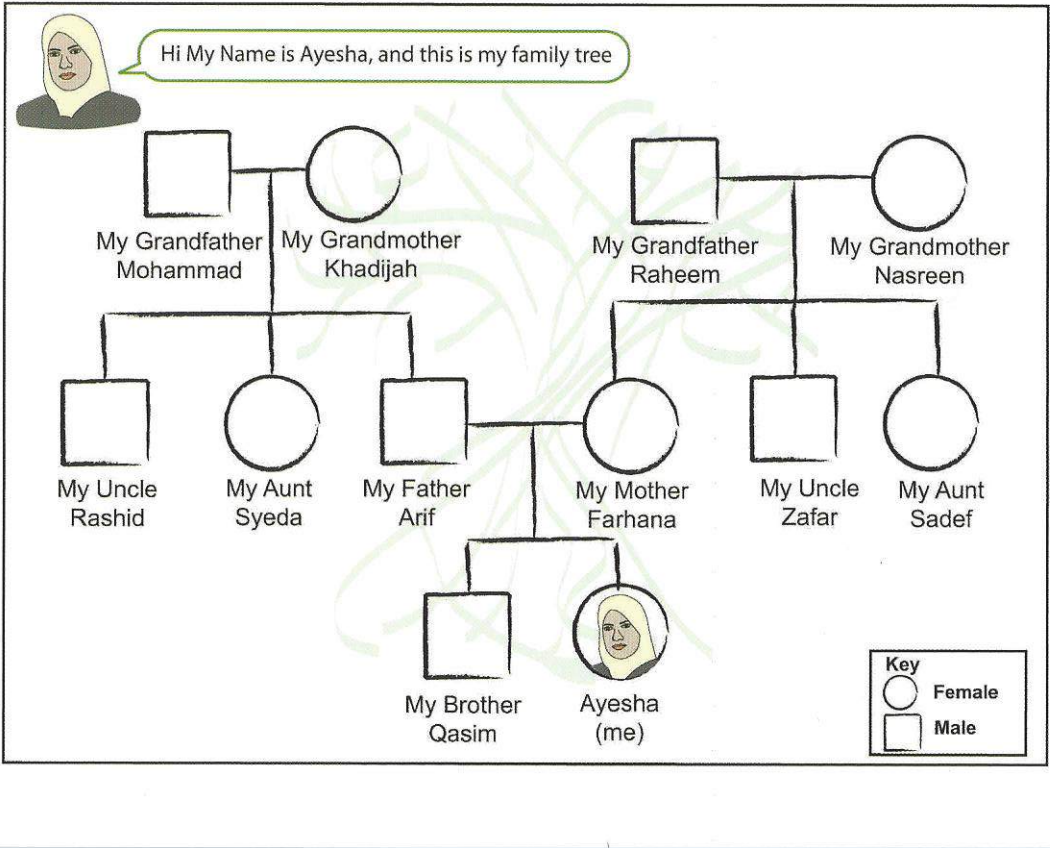 Hi My Name is Ayesha, and this is my family tree
My Grandfather
Mohammad
My Grandmother
Khadijah
My Grandfather
Raheem
My Grandmother
Nasreen
My Uncle
Rashid
My Aunt
Syeda
My Father
Arif
My Mother
Farhana
My Uncle
Zafar
My Aunt
Sadef
My Brother
Qasim
Ayesha
(me)
Key
Female
Male